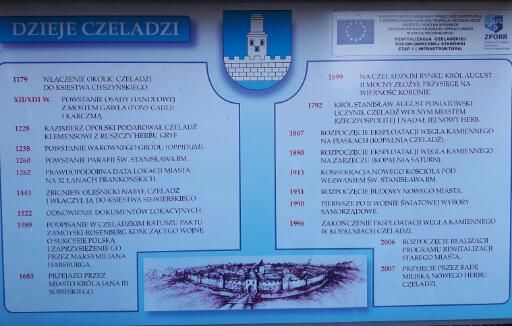 DZIEJE CZELADZI
1179 WŁĄCZENIE OKOLIC CZELADZI
DO KSIĘSTWA CIESZYŃSKIEGO.
XII/XIII W. POWSTANIE OSADY HANDLOWEJ
Z MOSTEM GAWŁA (PONS GAULI)
I KARCZMĄ.
1228 KAZIMIERZ OPOLSKI PODAROWAŁ CZELADŹ
KLEMENSOWI Z RUSZCZY HERBU GRYF.
1238 POWSTANIE WAROWNEGO GRODU (OPPIDUM).
1260 POWSTANIE PARAFII ŚW. STANISŁAWA BM.
1262 PRAWDOPODOBNA DATA LOKACJI MIASTA
NA 32 ŁANACH FRANKOŃSKICH.
1443 ZBIGNIEW OLEŚNICKI NABYŁ CZELADŹ
I WŁĄCZYŁ JĄ DO KSIĘSTWA SIEWIERSKIEGO.
1522 ODNOWIENIE DOKUMENTÓW LOKACYJNYCH.
1589 PODPISANIE W CZELADZKIM RATUSZU PAKTU
ZAMOYSKI-ROSENBERG KOŃCZĄCEGO WOJNĘ
O SUKCESJĘ POLSKĄ
I ZAPRZYSIĘŻENIE GO
PRZEZ MAKSYMILIANA
HABSBURGA.
1683 PRZEJAZD PRZEZ
MIASTO KRÓLA JANA III
SOBIESKIEGO.
REWITALIZACJA CZELADZKIEJ
ŚREDNIOWIECZNEJ STARÓWKI
ETAP I (INFRASTRUKTURA)
ZPORR
1699 NA CZELADZKIM RYNKU KRÓL AUGUST
II MOCNY ZŁOŻYŁ PRZYSIĘGĘ NA
WIERNOŚĆ KORONIE.
1792 KRÓL STANISŁAW AUGUST PONIATOWSKI
UCZYNIŁ CZELADŹ WOLNYM MIASTEM
RZECZYPOSPOLITEJ I NADAŁ JEJ NOWY HERB.
1867 ROZPOCZĘCIE EKSPLOATACJI WĘGLA KAMIENNEGO
NA PIASKACH (KOPALNIA CZELADŹ).
1880 ROZPOCZĘCIE EKSPLOATACJI WĘGLA KAMIENNEGO
NA ZARZECZU (KOPALNIA SATURN).
1913 KONSEKRACJA NOWEGO KOŚCIOŁA POD
WEZWANIEM ŚW. STANISŁAWA BM.
1951 ROZPOCZĘCIE BUDOWY NOWEGO MIASTA.
1990 PIERWSZE PO II WOJNIE ŚWIATOWEJ WYBORY
SAMORZĄDOWE.
1996 ZAKOŃCZENIE EKSPLOATACJI WĘGLA KAMIENNEGO
W KOPALNIACH CZELADZI.
2006 ROZPOCZĘCIE REALIZACJI
PROGRAMU REWITALIZACJI
STAREGO MIASTA.
2007 PRZYJĘCIE PRZEZ RADĘ
MIEJSKĄ NOWEGO HERBU
CZELADZI.